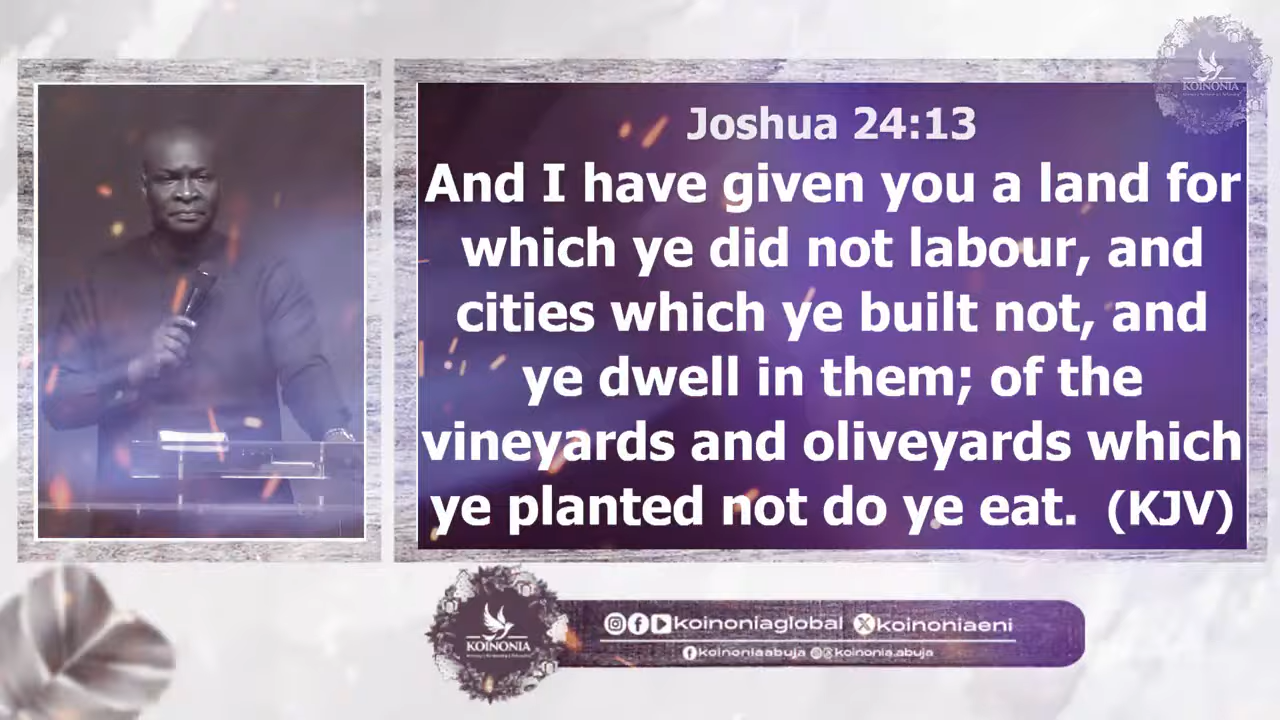 KOINONIA
Joshua 24:13
And I have given you a land for
which ye did not labour, and
cities which ye built not, and
ye dwell in them; of the
vineyards and oliveyards which
ye planted not do ye eat. (KJV)
KOINONIA
koinoniaglobal koinoniaeni
koinoniaabuja koinonia.abuja